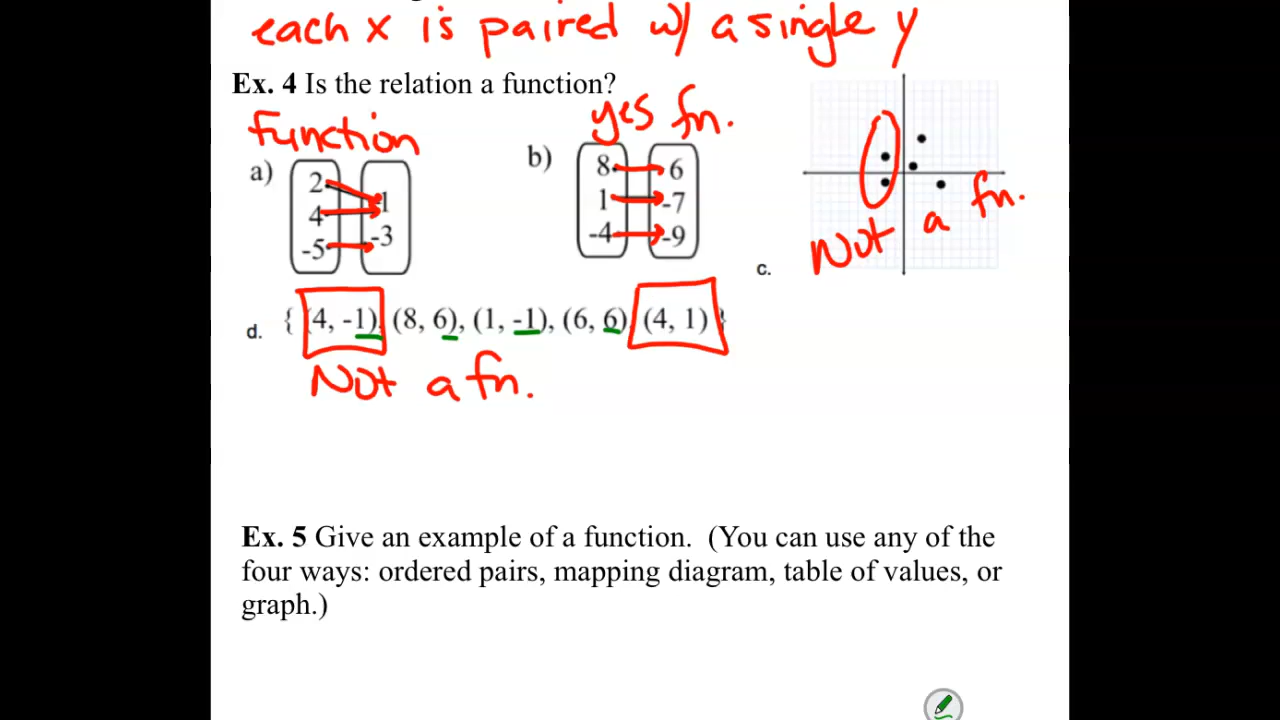 each x is paired w/ a single y
Ex. 4 Is the relation a function?
function
yes fn.
a)
2
4
-5
1
-3
b)
8
1
-4
6
-7
-9
c.
Not a fn.
d. { (4, -1), (8, 6), (1, -1), (6, 6) (4, 1) }
Not a fn.
Ex. 5 Give an example of a function. (You can use any of the
four ways: ordered pairs, mapping diagram, table of values, or
graph.)